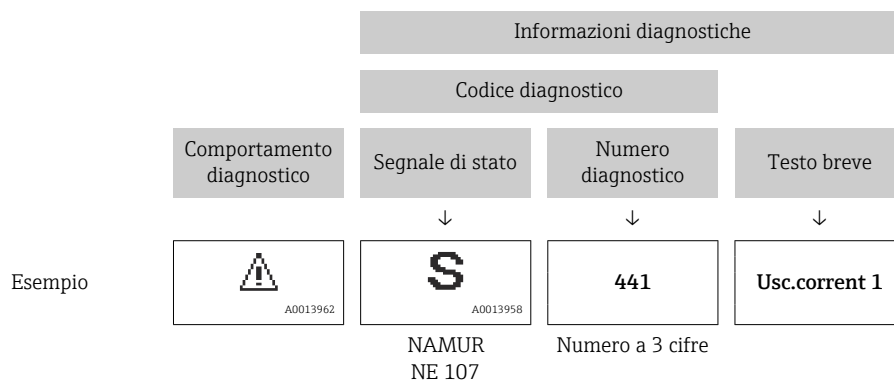 Informazioni diagnostiche
Codice diagnostico
Comportamento
diagnostico
Segnale di stato
Numero
diagnostico
Testo breve
↓ ↓ ↓
Esempio
A0013962
S
A0013958
441
Usc.corrent 1
NAMUR
NE 107
Numero a 3 cifre